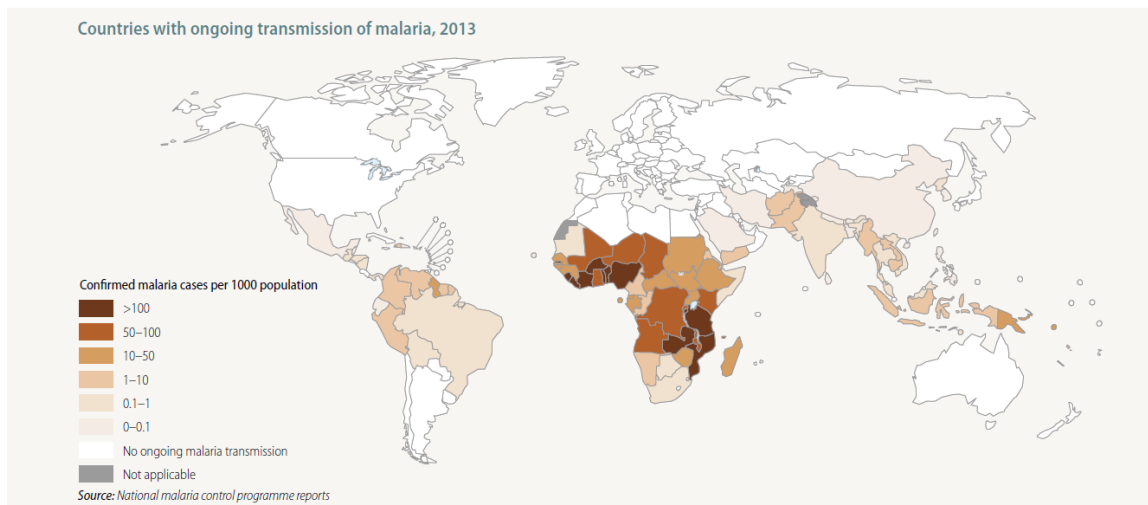 Countries with ongoing transmission of malaria, 2013
Confirmed malaria cases per 1000 population
>100
50–100
10–50
1–10
0.1–1
0–0.1
No ongoing malaria transmission
Not applicable
Source: National malaria control programme reports